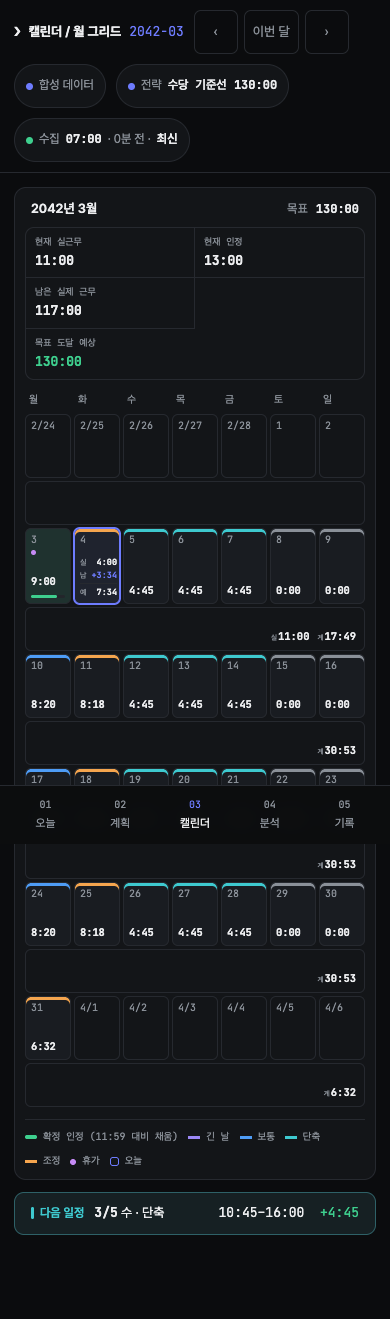 › 캘린더 / 월 그리드 2042-03 ‹ 이번 달 ›
합성 데이터 전략 수당 기준선 130:00
수집 07:00 · 0분 전 · 최신
2042년 3월 목표 130:00
현재 실근무 현재 인정
11:00 13:00
남은 실제 근무
117:00
목표 도달 예상
130:00
월 화 수 목 금 토 일
2/24 2/25 2/26 2/27 2/28 1 2
3 4 5 6 7 8 9
실 4:00
남 +3:34
예 7:34
9:00 4:45 4:45 4:45 0:00 0:00
실11:00 계17:49
10 11 12 13 14 15 16
8:20 8:18 4:45 4:45 4:45 0:00 0:00
계30:53
17 18 19 20 21 22 23
01 02 03 04 05
오늘 계획 캘린더 분석 기록
계30:53
24 25 26 27 28 29 30
8:20 8:18 4:45 4:45 4:45 0:00 0:00
계30:53
31 4/1 4/2 4/3 4/4 4/5 4/6
6:32
계6:32
확정 인정 (11:59 대비 채움) 긴 날 보통 단축
조정 휴가 오늘
다음 일정 3/5 수 · 단축 10:45–16:00 +4:45